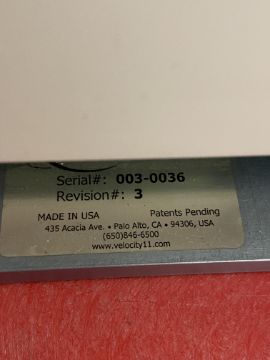 Serial#: 003-0036
Revision#: 3
MADE IN USA Patents Pending
435 Acacia Ave. • Palo Alto, CA • 94306, USA
(650)846-6500
www.velocity11.com